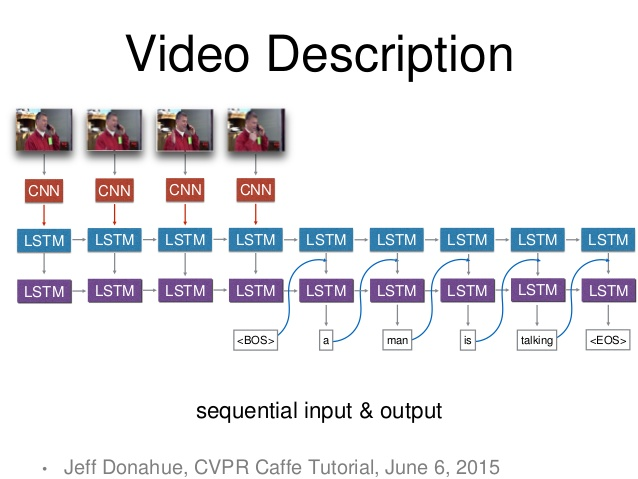 Video Description
CNN CNN CNN CNN
LSTM LSTM LSTM LSTM LSTM LSTM LSTM LSTM LSTM
LSTM LSTM LSTM LSTM LSTM LSTM LSTM LSTM LSTM
<BOS> a man is talking <EOS>
sequential input & output
• Jeff Donahue, CVPR Caffe Tutorial, June 6, 2015